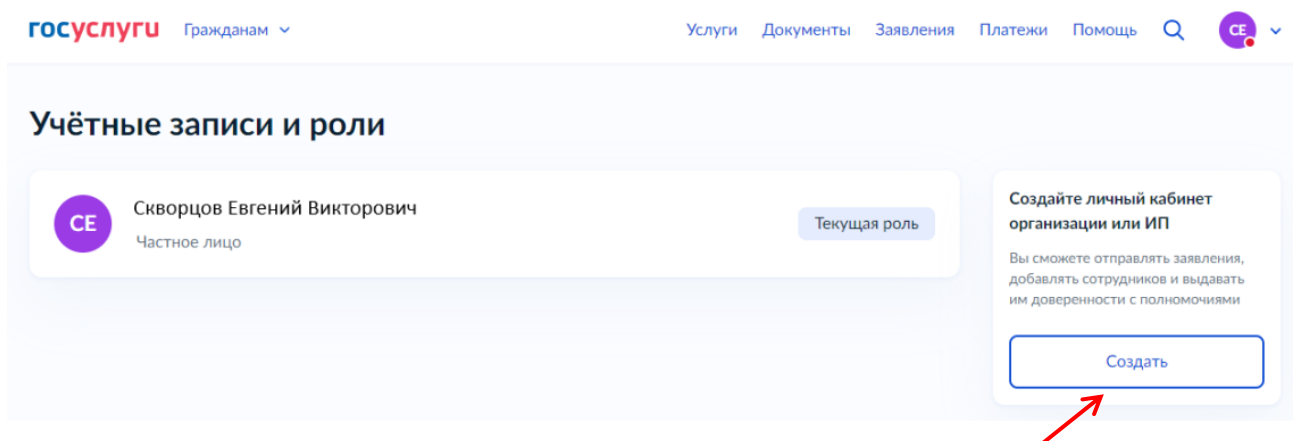 госуслуги Гражданам Услуги Документы Заявления Платежи Помощь СЕ
Учётные записи и роли
СЕ
Скворцов Евгений Викторович
Частное лицо
Текущая роль
Создайте личный кабинет
организации или ИП
Вы сможете отправлять заявления,
добавлять сотрудников и выдавать
им доверенности с полномочиями
Создать